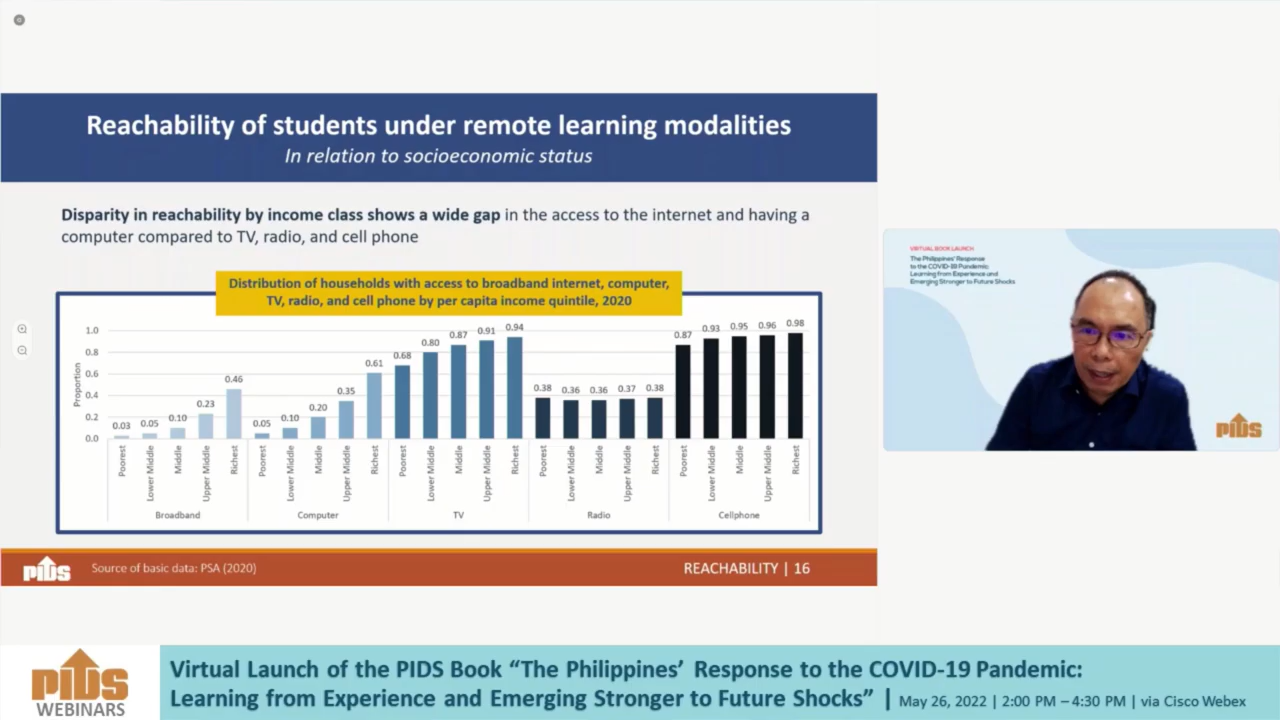 Reachability of students under remote learning modalities
In relation to socioeconomic status
Disparity in reachability by income class shows a wide gap in the access to the internet and having a
computer compared to TV, radio, and cell phone
Distribution of households with access to broadband internet, computer,
TV, radio, and cell phone by per capita income quintile, 2020
Proportion
1.0
0.8
0.6
0.4
0.2
0.0
0.03 0.05 0.10 0.23 0.46
0.05 0.10 0.20 0.35 0.61
0.68 0.80 0.87 0.91 0.94
0.38 0.36 0.36 0.37 0.38
0.87 0.93 0.95 0.96 0.98
Poorest Lower Middle Middle Upper Middle Richest
Poorest Lower Middle Middle Upper Middle Richest
Poorest Lower Middle Middle Upper Middle Richest
Poorest Lower Middle Middle Upper Middle Richest
Poorest Lower Middle Middle Upper Middle Richest
Broadband Computer TV Radio Cellphone
PIDS
Source of basic data: PSA (2020)
REACHABILITY | 16
VIRTUAL BOOK LAUNCH
The Philippines' Response
to the COVID-19 Pandemic:
Learning from Experience and
Emerging Stronger to Future Shocks
PIDS
PIDS
WEBINARS
Virtual Launch of the PIDS Book “The Philippines’ Response to the COVID-19 Pandemic:
Learning from Experience and Emerging Stronger to Future Shocks” | May 26, 2022 | 2:00 PM – 4:30 PM | via Cisco Webex